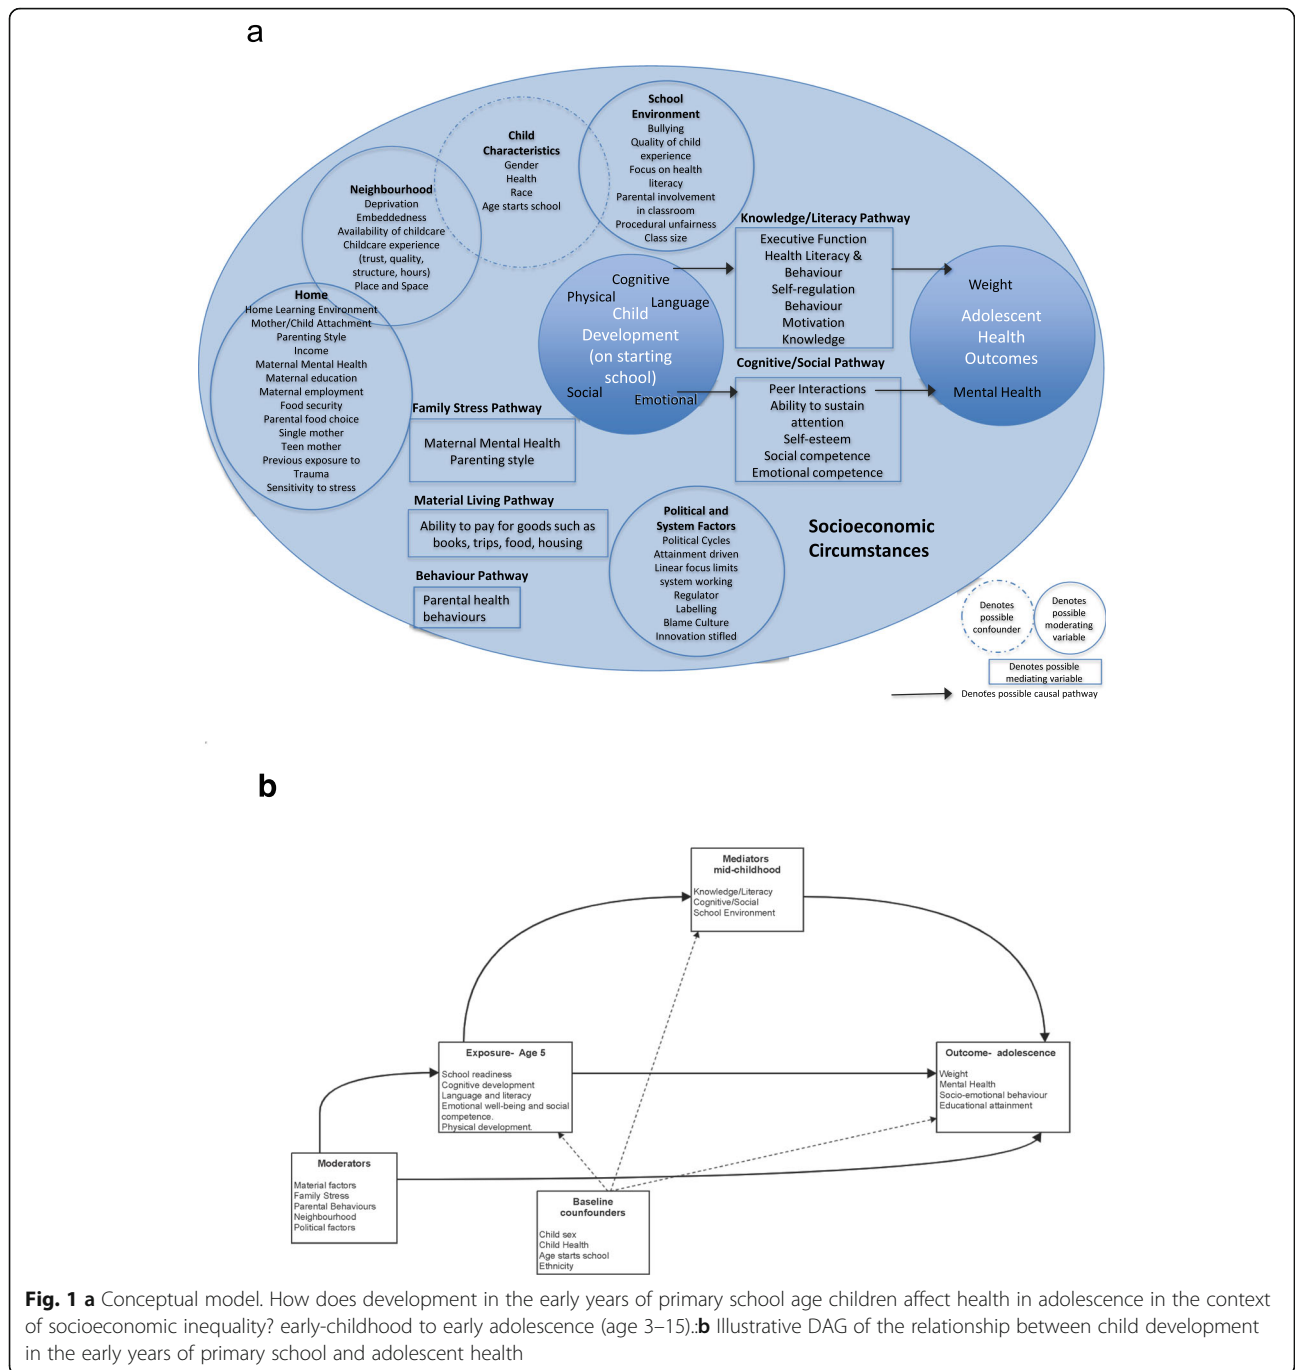 a
School
Environment
Bullying
Quality of child
experience
Focus on health
literacy
Parental involvement
in classroom
Procedural unfairness
Class size
Child
Characteristics
Gender
Health
Race
Age starts school
Neighbourhood
Deprivation
Embeddedness
Availability of childcare
Childcare experience
(trust, quality,
structure, hours)
Place and Space
Home
Home Learning Environment
Mother/Child Attachment
Parenting Style
Income
Maternal Mental Health
Maternal education
Maternal employment
Food security
Parental food choice
Single mother
Teen mother
Previous exposure to
Trauma
Sensitivity to stress
Cognitive
Physical
Language
Child
Development
(on starting
school)
Social
Emotional
Knowledge/Literacy Pathway
Executive Function
Health Literacy &
Behaviour
Self-regulation
Behaviour
Motivation
Knowledge
Cognitive/Social Pathway
Peer Interactions
Ability to sustain
attention
Self-esteem
Social competence
Emotional competence
Weight
Adolescent
Health
Outcomes
Mental Health
Family Stress Pathway
Maternal Mental Health
Parenting style
Material Living Pathway
Ability to pay for goods such as
books, trips, food, housing
Behaviour Pathway
Parental health
behaviours
Political and
System Factors
Political Cycles
Attainment driven
Linear focus limits
system working
Regulator
Labelling
Blame Culture
Innovation stifled
Socioeconomic
Circumstances
Denotes
possible
confounder
Denotes
possible
moderating
variable
Denotes possible
mediating variable
Denotes possible causal pathway
b
Mediators
mid-childhood
Knowledge/Literacy
Cognitive/Social
School Environment
Exposure- Age 5
School readiness
Cognitive development
Language and literacy
Emotional well-being and social
competence.
Physical development.
Outcome- adolescence
Weight
Mental Health
Socio-emotional behaviour
Educational attainment
Moderators
Material factors
Family Stress
Parental Behaviours
Neighbourhood
Political factors
Baseline
counfounders
Child sex
Child Health
Age starts school
Ethnicity
Fig. 1 a Conceptual model. How does development in the early years of primary school age children affect health in adolescence in the context
of socioeconomic inequality? early-childhood to early adolescence (age 3–15).:b Illustrative DAG of the relationship between child development
in the early years of primary school and adolescent health